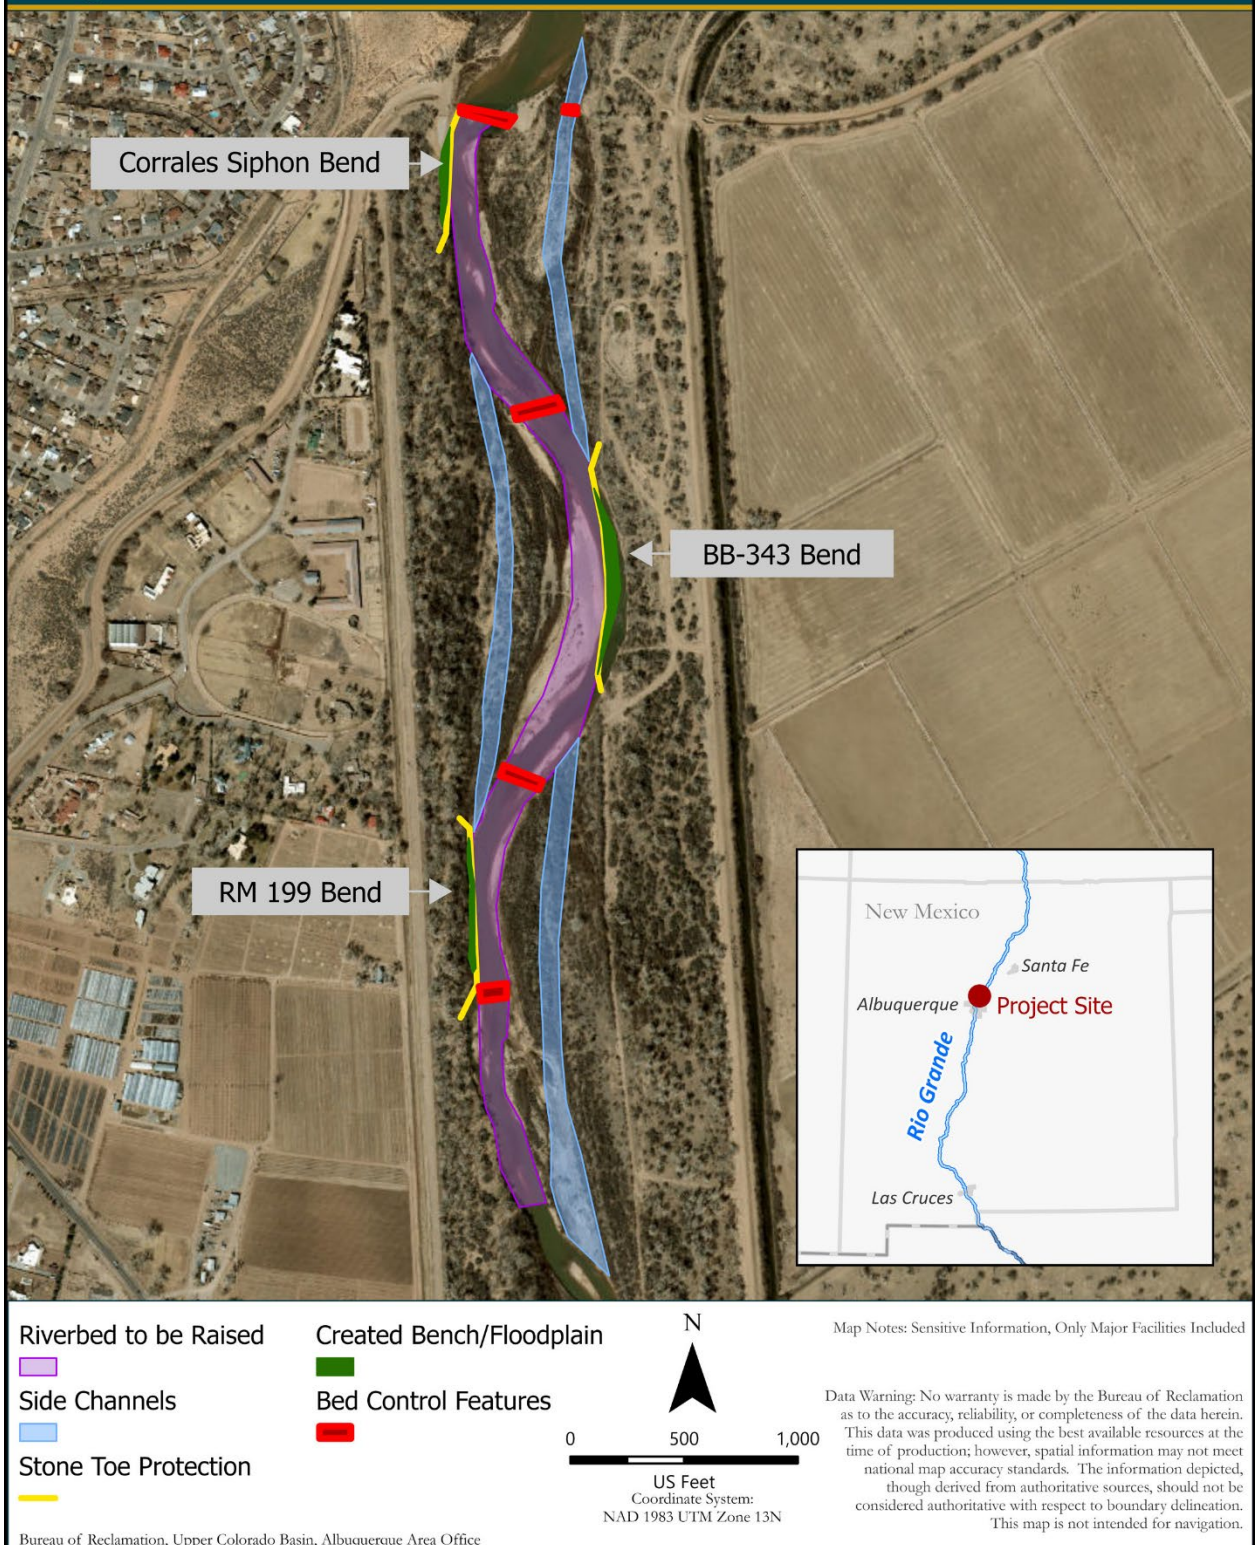 Corrales Siphon Bend
BB-343 Bend
RM 199 Bend
New Mexico
Santa Fe
Albuquerque
Project Site
Rio Grande
Las Cruces
Riverbed to be Raised
Side Channels
Stone Toe Protection
Created Bench/Floodplain
Bed Control Features
N
0 500 1,000
US Feet
Coordinate System:
NAD 1983 UTM Zone 13N
Map Notes: Sensitive Information, Only Major Facilities Included
Data Warning: No warranty is made by the Bureau of Reclamation
as to the accuracy, reliability, or completeness of the data herein.
This data was produced using the best available resources at the
time of production; however, spatial information may not meet
national map accuracy standards. The information depicted,
though derived from authoritative sources, should not be
considered authoritative with respect to boundary delineation.
This map is not intended for navigation.
Bureau of Reclamation, Upper Colorado Basin, Albuquerque Area Office